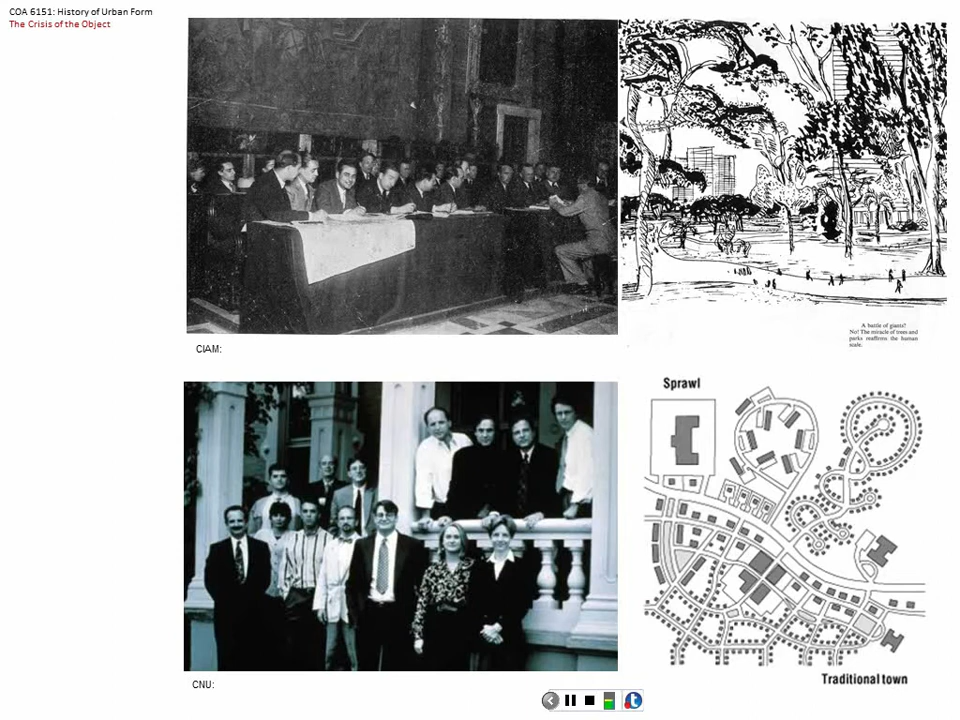 COA 6151: History of Urban Form
The Crisis of the Object
A battle of giants?
No! The miracle of trees and
parks reaffirms the human
scale.
CIAM:
Sprawl
Traditional town
CNU: